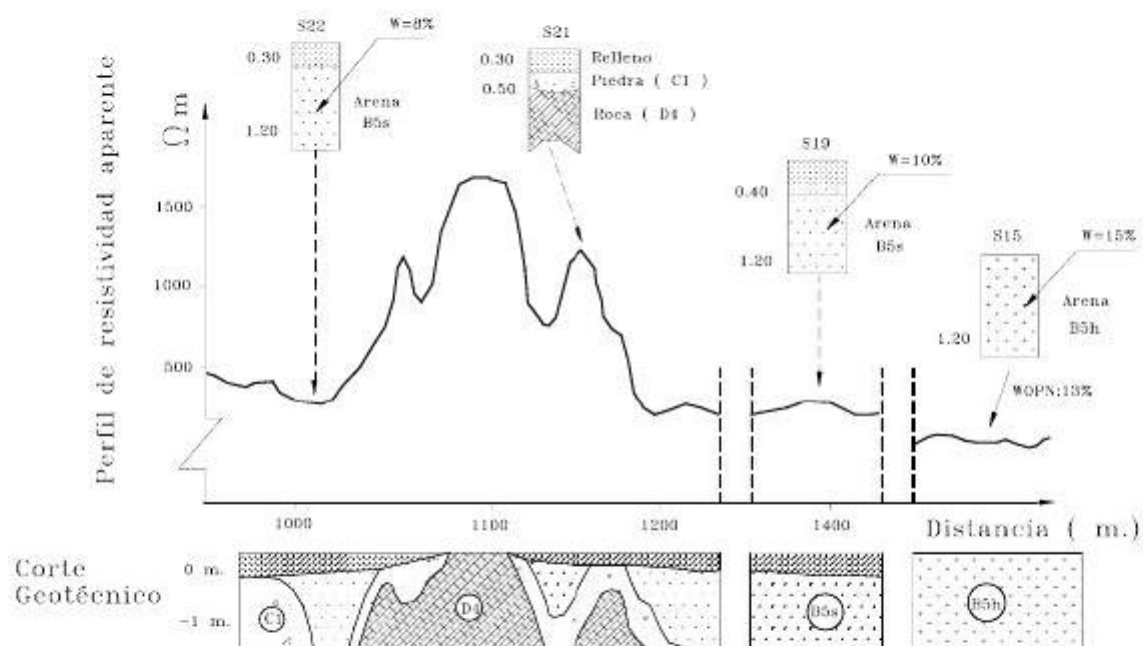 S22
W=8%
0.30
1.20
Arena
B5s
S21
0.30
0.50
Relleno
Piedra ( C1 )
Roca ( D4 )
S19
W=10%
0.40
1.20
Arena
B5s
S15
W=15%
Arena
B5h
1.20
WOPN:13%
Perfil de resistividad aparente
Ωm
1500
1000
500
1000
1100
1200
1400
Distancia ( m.)
Corte
Geotécnico
0 m.
-1 m.
C1
D4
B5s
B5h